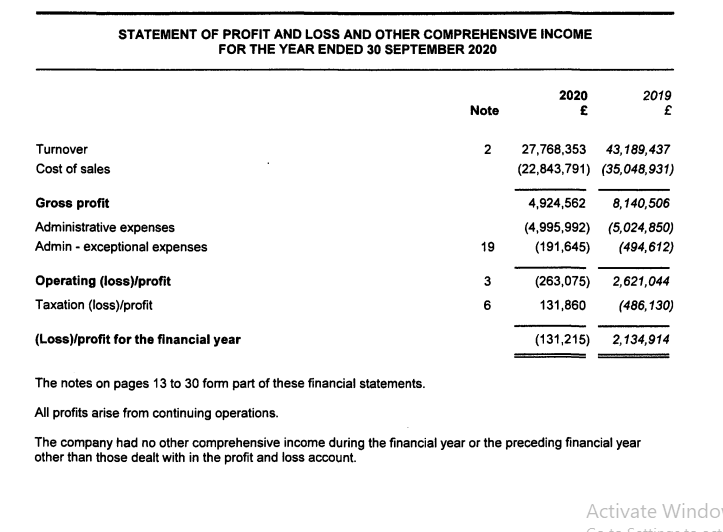 STATEMENT OF PROFIT AND LOSS AND OTHER COMPREHENSIVE INCOME
FOR THE YEAR ENDED 30 SEPTEMBER 2020
2020 2019
Note £ £
Turnover 2 27,768,353 43,189,437
Cost of sales (22,843,791) (35,048,931)
Gross profit 4,924,562 8,140,506
Administrative expenses (4,995,992) (5,024,850)
Admin - exceptional expenses 19 (191,645) (494,612)
Operating (loss)/profit 3 (263,075) 2,621,044
Taxation (loss)/profit 6 131,860 (486,130)
(Loss)/profit for the financial year (131,215) 2,134,914
The notes on pages 13 to 30 form part of these financial statements.
All profits arise from continuing operations.
The company had no other comprehensive income during the financial year or the preceding financial year
other than those dealt with in the profit and loss account.
Activate Windo